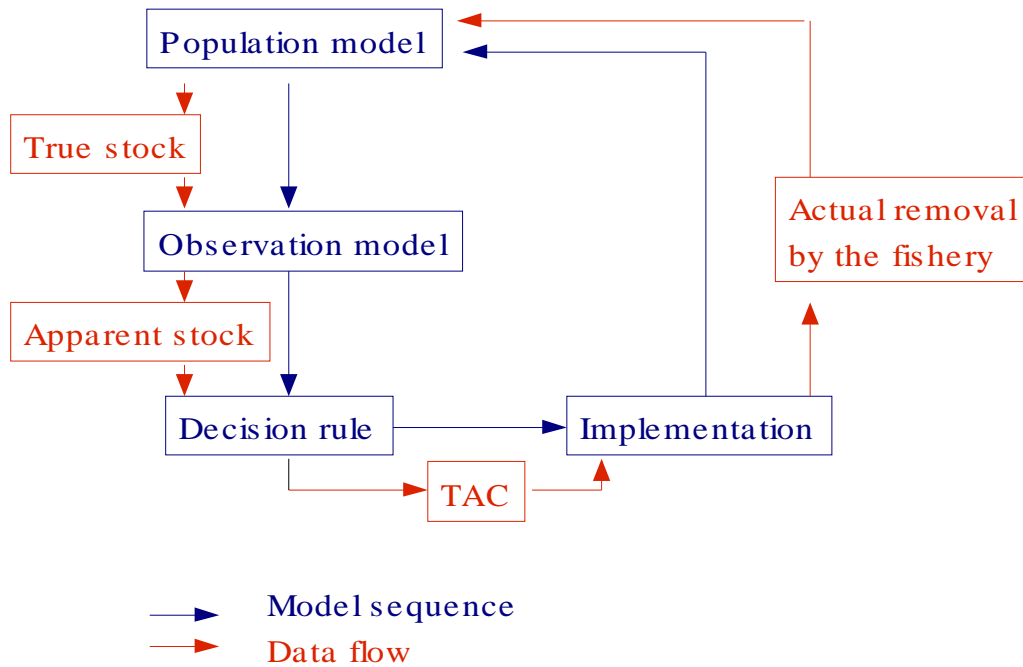 Population model
True stock
Observation model
Actual removal
by the fishery
Apparent stock
Decision rule
Implementation
TAC
Model sequence
Data flow